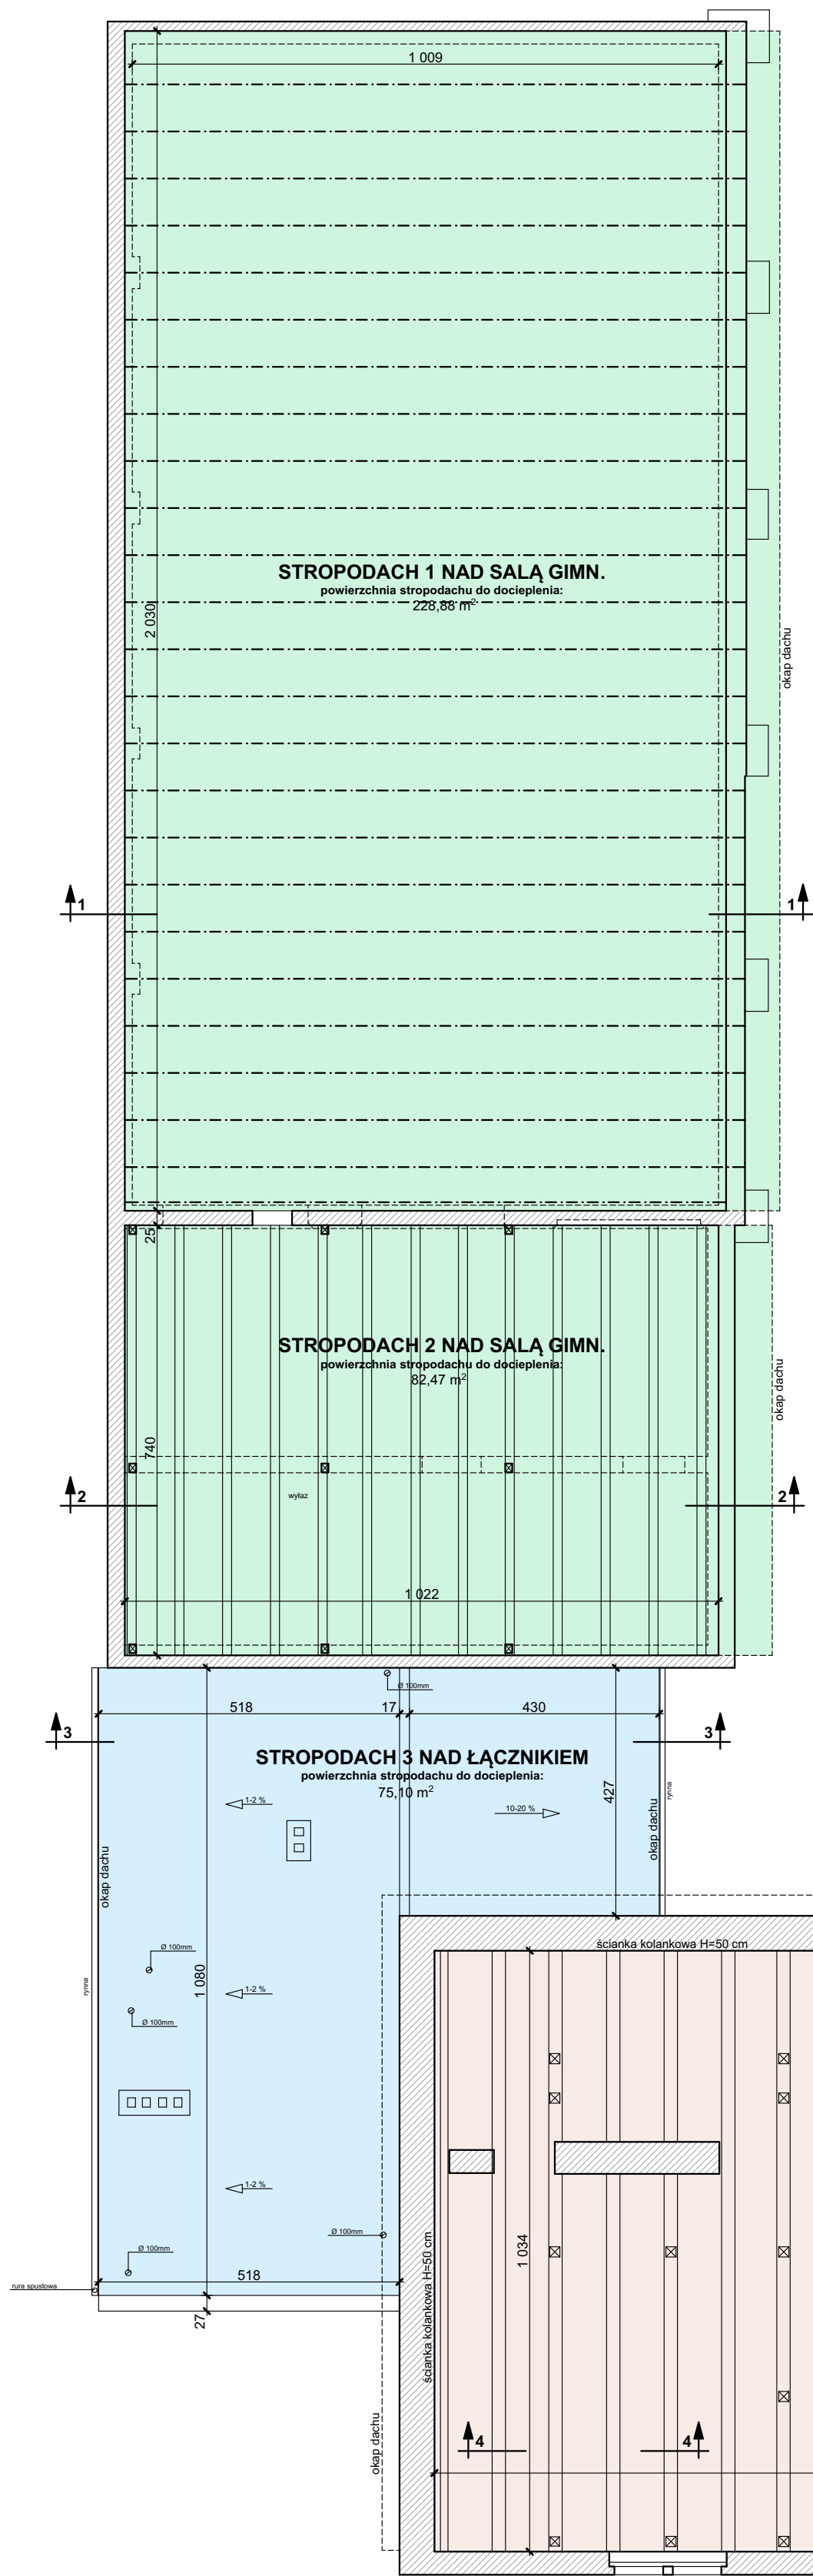 1 009
STROPODACH 1 NAD SALĄ GIMN.
powierzchnia stropodachu do docieplenia:
228,88 m²
2 030
okap dachu
1
1
25
STROPODACH 2 NAD SALĄ GIMN.
powierzchnia stropodachu do docieplenia:
82,47 m²
okap dachu
740
wyłaz
2
2
1 022
Ø 100mm
518
17
430
3
3
STROPODACH 3 NAD ŁĄCZNIKIEM
powierzchnia stropodachu do docieplenia:
75,10 m²
427
rynna
1-2 %
10-20 %
okap dachu
okap dachu
ścianka kolankowa H=50 cm
Ø 100mm
1 080
rynna
1-2 %
Ø 100mm
1-2 %
Ø 100mm
1 034
Ø 100mm
ścianka kolankowa H=50 cm
518
rura spustowa
27
okap dachu
4
4